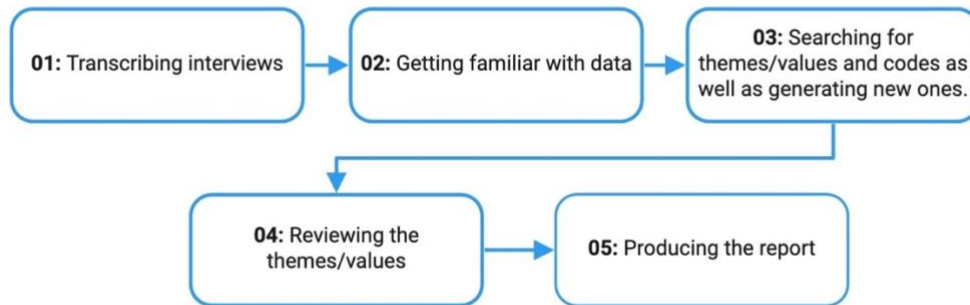 01: Transcribing interviews
02: Getting familiar with data
03: Searching for
themes/values and codes as
well as generating new ones.
04: Reviewing the
themes/values
05: Producing the report